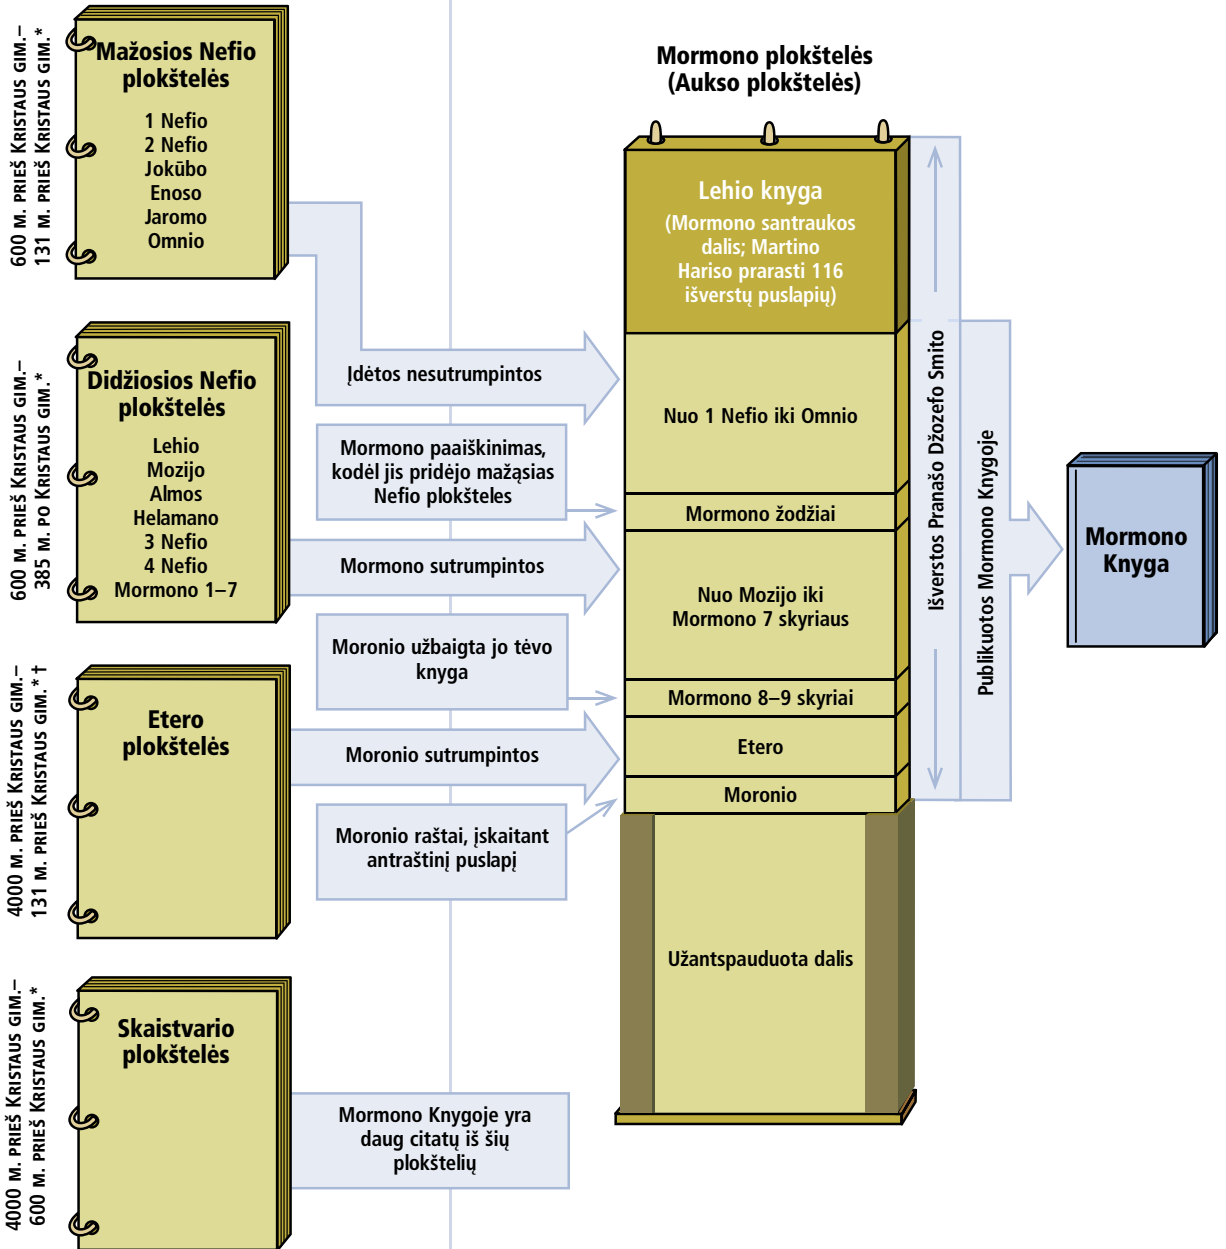 600 M. PRIEŠ KRISTAUS GIM.–
131 M. PRIEŠ KRISTAUS GIM.*
Mažosios Nefio
plokštelės
1 Nefio
2 Nefio
Jokūbo
Enoso
Jaromo
Omnio
600 M. PRIEŠ KRISTAUS GIM.–
385 M. PO KRISTAUS GIM.*
Didžiosios Nefio
plokštelės
Lehio
Mozijo
Almos
Helamano
3 Nefio
4 Nefio
Mormono 1–7
4000 M. PRIEŠ KRISTAUS GIM.–
131 M. PRIEŠ KRISTAUS GIM.*†
Etero
plokštelės
4000 M. PRIEŠ KRISTAUS GIM.–
600 M. PRIEŠ KRISTAUS GIM.*
Skaistvario
plokštelės
Įdėtos nesutrumpintos
Mormono paaiškinimas,
kodėl jis pridėjo mažąsias
Nefio plokšteles
Mormono sutrumpintos
Moronio užbaigta jo tėvo
knyga
Moronio sutrumpintos
Moronio raštai, įskaitant
antraštinį puslapį
Mormono Knygoje yra
daug citatų iš šių
plokštelių
Mormono plokštelės
(Aukso plokštelės)
Lehio knyga
(Mormono santraukos
dalis; Martino
Hariso prarasti 116
išverstų puslapių)
Nuo 1 Nefio iki Omnio
Mormono žodžiai
Nuo Mozijo iki
Mormono 7 skyriaus
Mormono 8–9 skyriai
Etero
Moronio
Užantspauduota dalis
Išverstos Pranašo Džozefo Smito
Publikuotos Mormono Knygoje
Mormono
Knyga